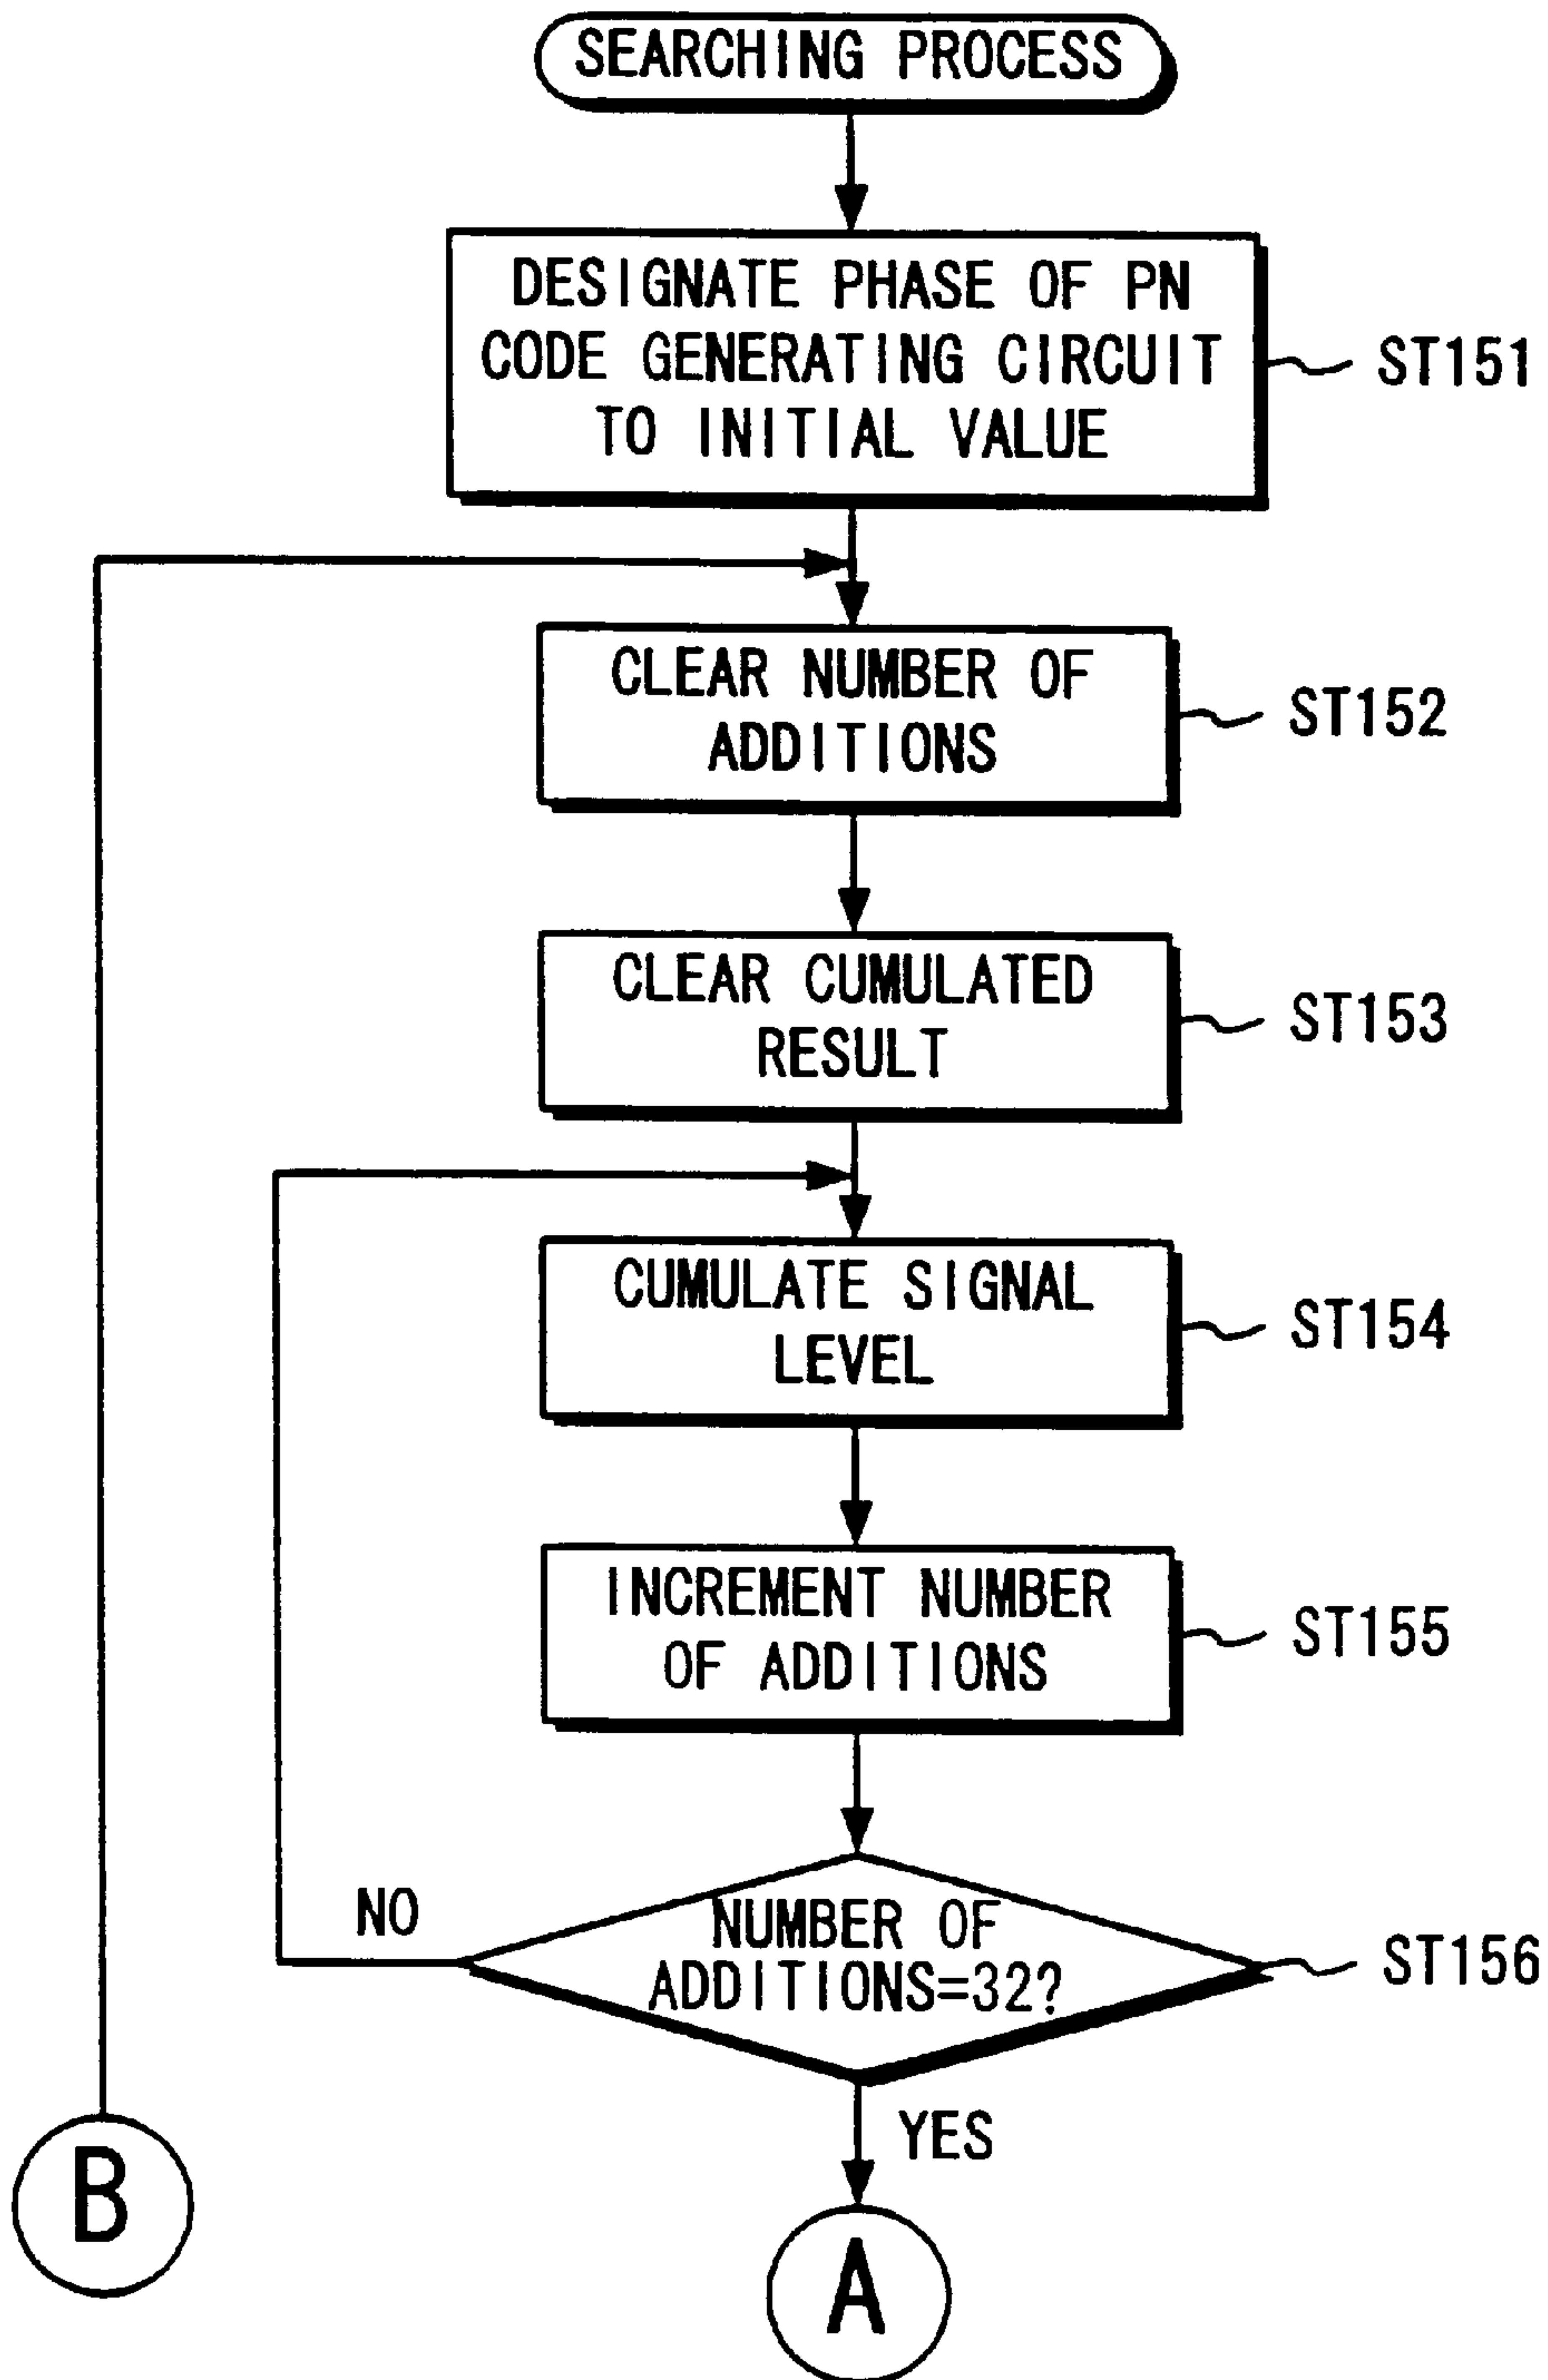 SEARCHING PROCESS
DESIGNATE PHASE OF PN
CODE GENERATING CIRCUIT
TO INITIAL VALUE
ST151
CLEAR NUMBER OF
ADDITIONS
ST152
CLEAR CUMULATED
RESULT
ST153
CUMULATE SIGNAL
LEVEL
ST154
INCREMENT NUMBER
OF ADDITIONS
ST155
NO
NUMBER OF
ADDITIONS=32?
ST156
YES
B
A